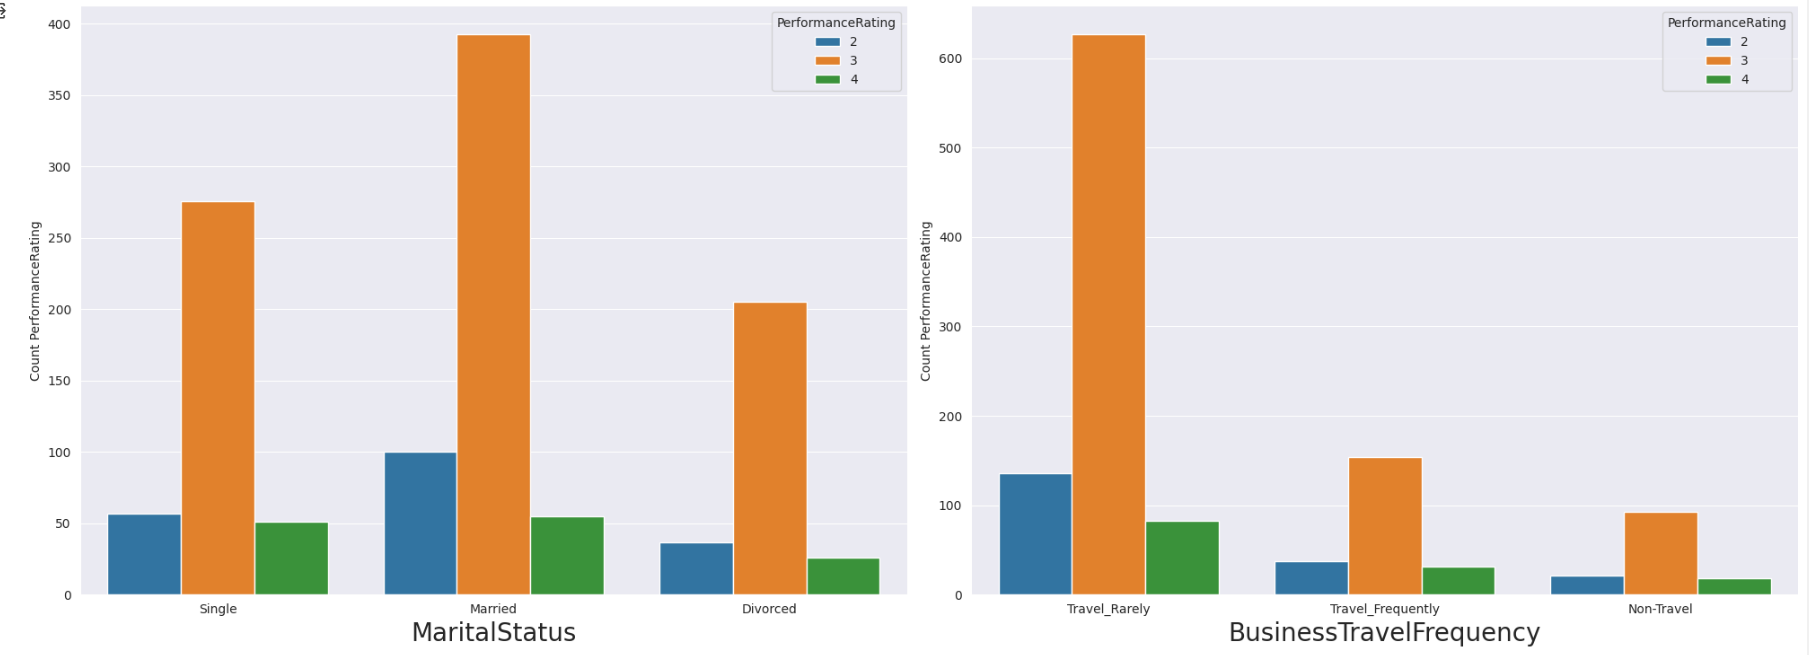 400
350
300
250
200
150
100
50
0
Count PerformanceRating
PerformanceRating
2
3
4
Single Married Divorced
MaritalStatus
600
500
400
300
200
100
0
Count PerformanceRating
PerformanceRating
2
3
4
Travel_Rarely Travel_Frequently Non-Travel
BusinessTravelFrequency